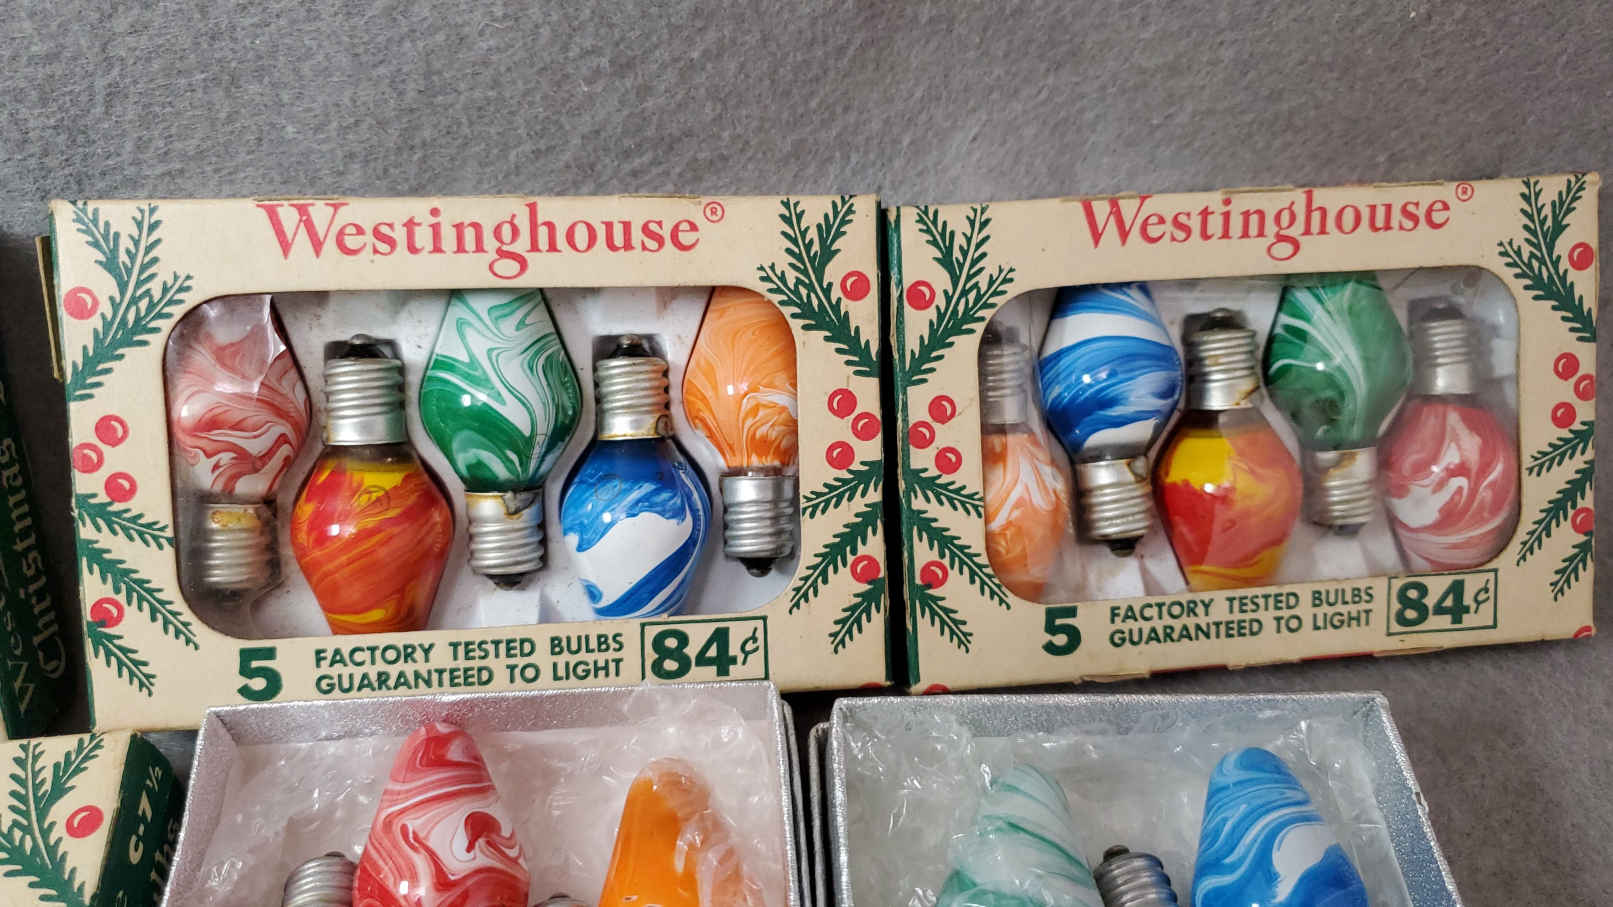 Westinghouse®
5 FACTORY TESTED BULBS
GUARANTEED TO LIGHT 84¢
Westinghouse®
5 FACTORY TESTED BULBS
GUARANTEED TO LIGHT 84¢
Christmas
C-7½